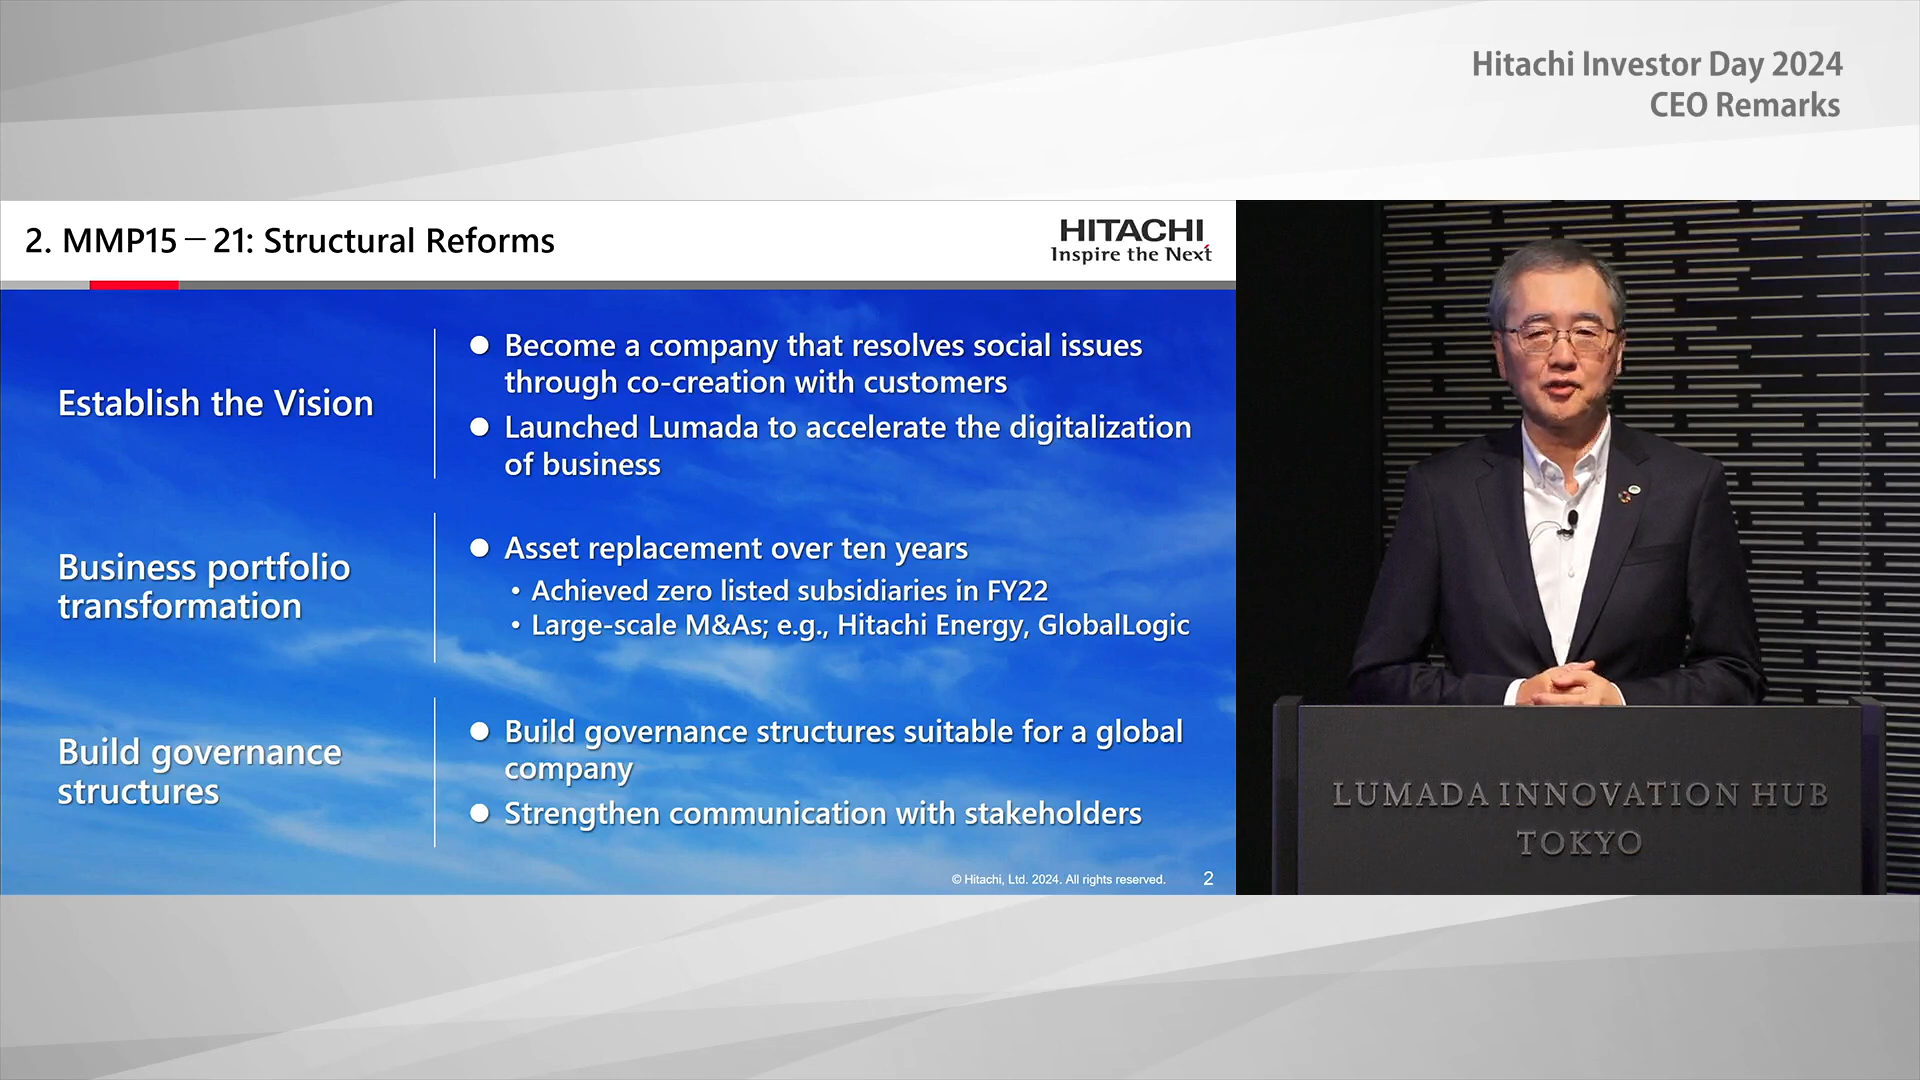 Hitachi Investor Day 2024
CEO Remarks
2. MMP15－21: Structural Reforms
HITACHI
Inspire the Next
Establish the Vision
● Become a company that resolves social issues
through co-creation with customers
● Launched Lumada to accelerate the digitalization
of business
Business portfolio
transformation
● Asset replacement over ten years
• Achieved zero listed subsidiaries in FY22
• Large-scale M&As; e.g., Hitachi Energy, GlobalLogic
Build governance
structures
● Build governance structures suitable for a global
company
● Strengthen communication with stakeholders
© Hitachi, Ltd. 2024. All rights reserved.
2
LUMADA INNOVATION HUB
TOKYO